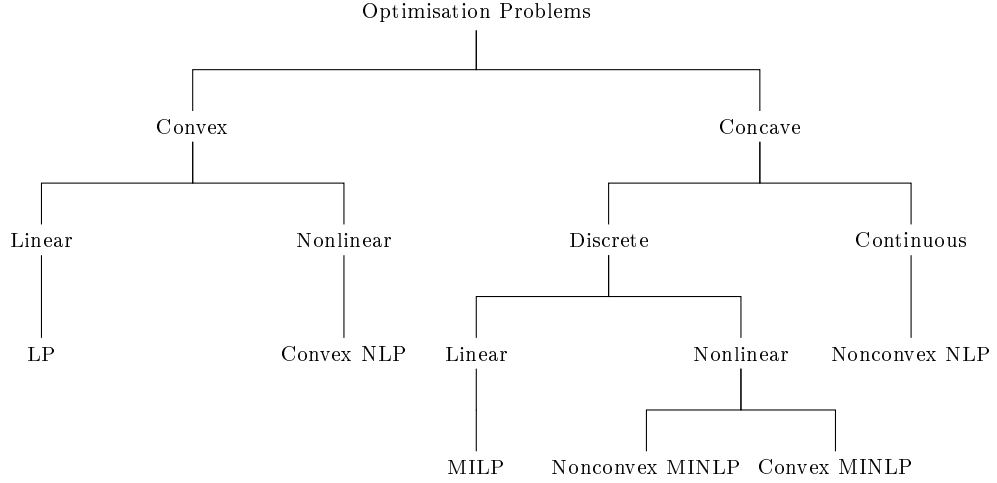 Optimisation Problems
Convex
Concave
Linear
Nonlinear
Discrete
Continuous
LP
Convex NLP
Linear
Nonlinear
Nonconvex NLP
MILP
Nonconvex MINLP
Convex MINLP